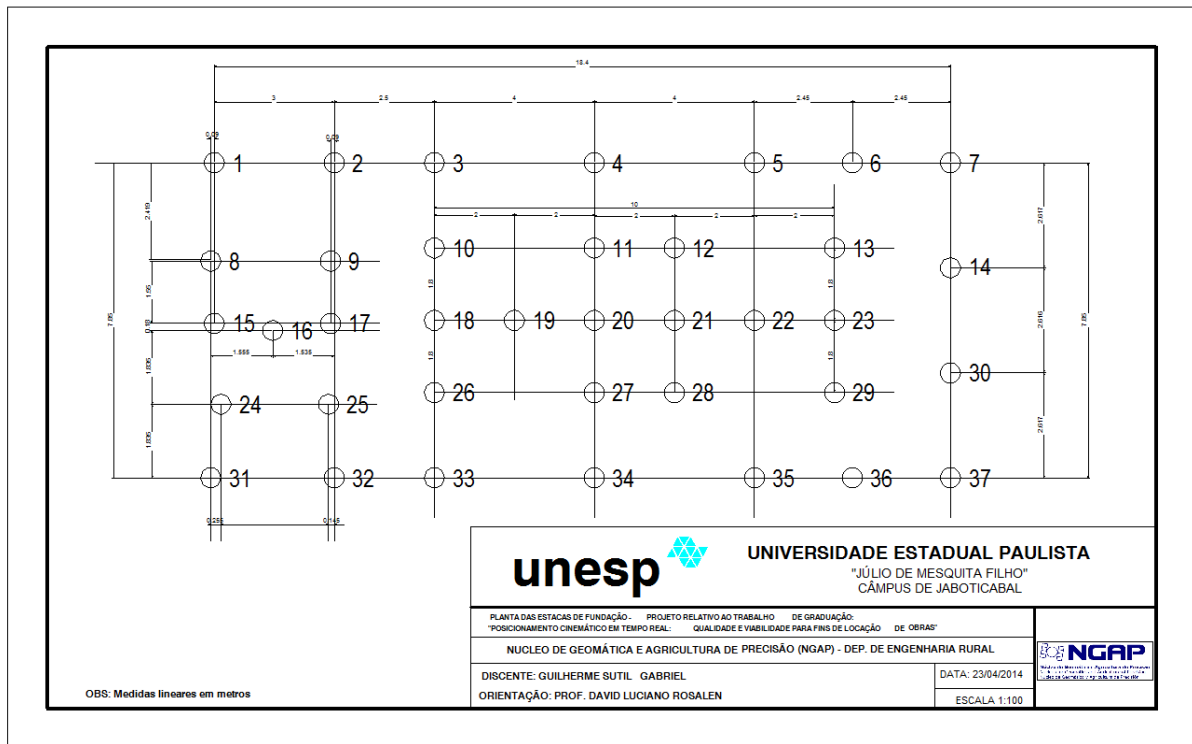 18.4
3 2.5 4 4 2.45 2.45
0.09 0.09
1 2 3 4 5 6 7
10
2 2 2 2 2
2.419 2.617
10 11 12 13
8 9 14
1.8 1.8
1.55
7.85 2.616 7.85
15 16 17 18 19 20 21 22 23
1.555 1.535
1.8 1.8
1.835
30
26 27 28 29
24 25
2.617
1.835
31 32 33 34 35 36 37
0.255 0.145
unesp
UNIVERSIDADE ESTADUAL PAULISTA
"JÚLIO DE MESQUITA FILHO"
CÂMPUS DE JABOTICABAL
PLANTA DAS ESTACAS DE FUNDAÇÃO - PROJETO RELATIVO AO TRABALHO DE GRADUAÇÃO:
"POSICIONAMENTO CINEMÁTICO EM TEMPO REAL: QUALIDADE E VIABILIDADE PARA FINS DE LOCAÇÃO DE OBRAS"
NUCLEO DE GEOMÁTICA E AGRICULTURA DE PRECISÃO (NGAP) - DEP. DE ENGENHARIA RURAL
NGAP
DISCENTE: GUILHERME SUTIL GABRIEL
DATA: 23/04/2014
ORIENTAÇÃO: PROF. DAVID LUCIANO ROSALEN
ESCALA 1:100
OBS: Medidas lineares em metros